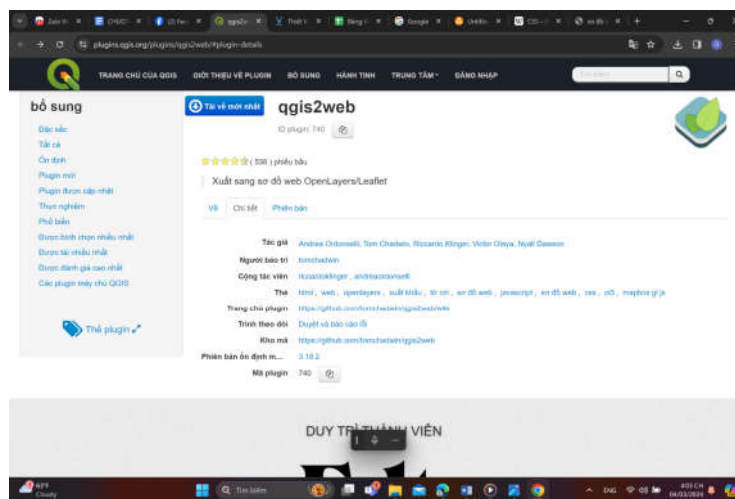 plugins.qgis.org/plugins/qgis2web/#plugin-details
TRANG CHỦ CỦA QGIS GIỚI THIỆU VỀ PLUGIN BỔ SUNG HÀNH TINH TRUNG TÂM ĐĂNG NHẬP
bổ sung
Đặc sắc
Tất cả
Ổn định
Plugin mới
Plugin được cập nhật
Thực nghiệm
Phổ biến
Được bình chọn nhiều nhất
Được tải nhiều nhất
Được đánh giá cao nhất
Các plugin máy chủ QGIS
Thẻ plugin
Tải về mới nhất
qgis2web
ID plugin: 740
( 538 ) phiếu bầu
Xuất sang sơ đồ web OpenLayers/Leaflet
Về Chi tiết Phiên bản
Tác giả Andrea Ordonselli, Tom Chadwin, Riccardo Klinger, Victor Olaya, Nyall Dawson
Người bảo trì tomchadwin
Cộng tác viên riccardoklinger , andreaordonselli
Thẻ html , web , openlayers , xuất khẩu , tờ rơi , sơ đồ web , javascript , sơ đồ web , css , cs3 , mapbox gl js
Trang chủ plugin https://github.com/tomchadwin/qgis2web/wiki
Trình theo dõi Duyệt và báo cáo lỗi
Kho mã https://github.com/tomchadwin/qgis2web
Phiên bản ổn định m... 3.18.2
Mã plugin 740
DUY TRÌ THÀNH VIÊN
Cloudy
Tìm kiếm
ENG
4:03 CH
04/03/2024